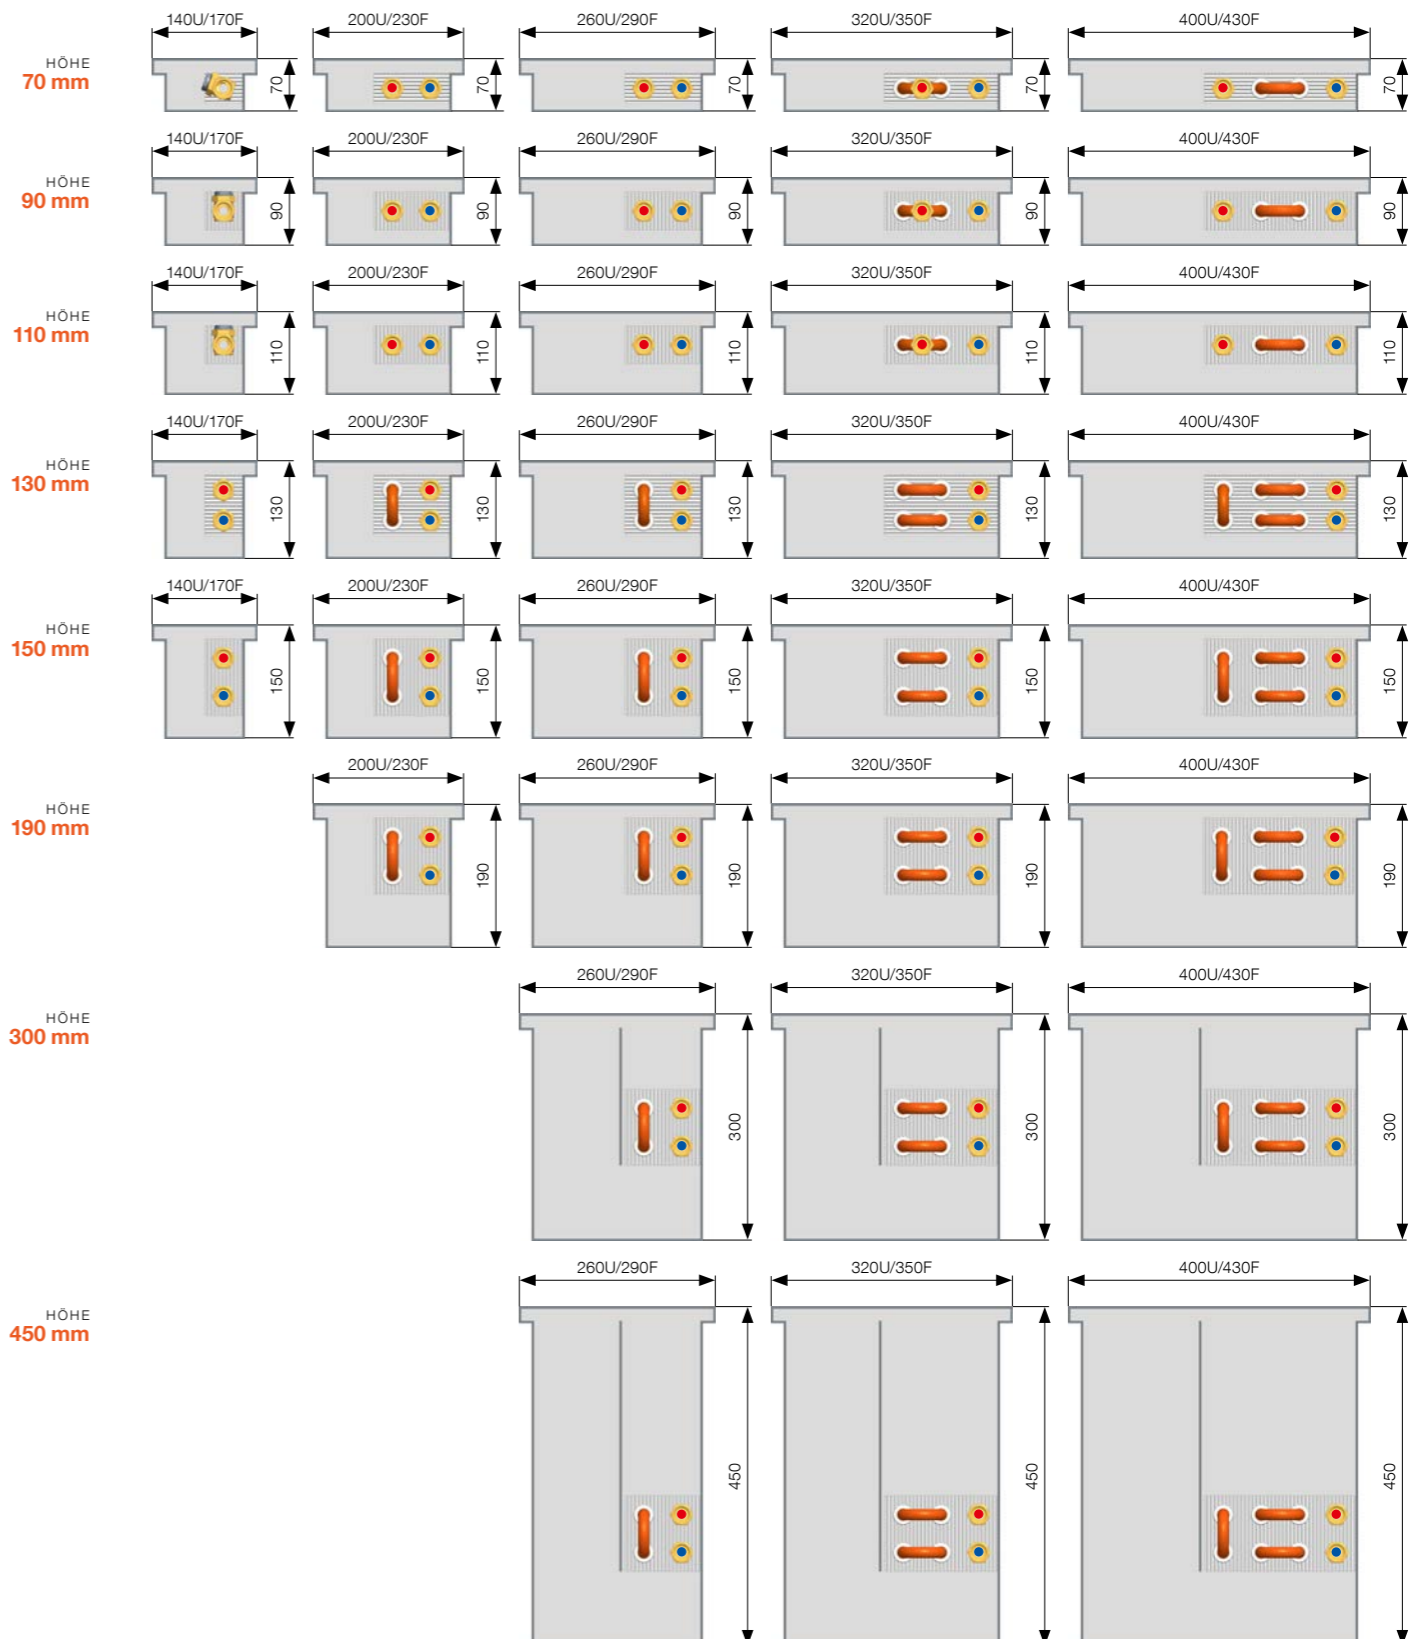 140U/170F 200U/230F 260U/290F 320U/350F 400U/430F
HÖHE
70 mm
70 70 70 70 70
140U/170F 200U/230F 260U/290F 320U/350F 400U/430F
HÖHE
90 mm
90 90 90 90 90
140U/170F 200U/230F 260U/290F 320U/350F 400U/430F
HÖHE
110 mm
110 110 110 110 110
140U/170F 200U/230F 260U/290F 320U/350F 400U/430F
HÖHE
130 mm
130 130 130 130 130
140U/170F 200U/230F 260U/290F 320U/350F 400U/430F
HÖHE
150 mm
150 150 150 150 150
200U/230F 260U/290F 320U/350F 400U/430F
HÖHE
190 mm
190 190 190 190
260U/290F 320U/350F 400U/430F
HÖHE
300 mm
300 300 300
260U/290F 320U/350F 400U/430F
HÖHE
450 mm
450 450 450